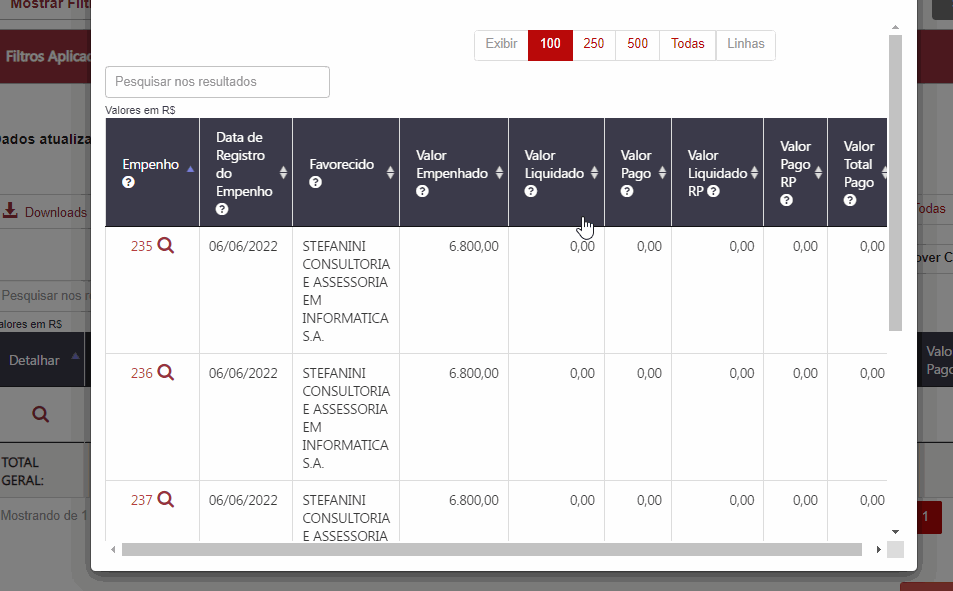 Mostrar Filt
Exibir 100 250 500 Todas Linhas
Filtros Aplicad
Pesquisar nos resultados
Valores em R$
Dados atualiza
Empenho
Data de
Registro
do
Empenho
Favorecido
Valor
Empenhado
Valor
Liquidado
Valor
Pago
Valor
Liquidado
RP
Valor
Pago
RP
Valor
Total
Pago
Downloads
Todas
235 06/06/2022 STEFANINI 6.800,00 0,00 0,00 0,00 0,00 0,00
CONSULTORIA
E ASSESSORIA
EM
INFORMATICA
S.A.
over C
Pesquisar nos r
alores em R$
Detalhar
Valo
Pago
236 06/06/2022 STEFANINI 6.800,00 0,00 0,00 0,00 0,00 0,00
CONSULTORIA
E ASSESSORIA
EM
INFORMATICA
S.A.
TOTAL
GERAL:
237 06/06/2022 STEFANINI 6.800,00 0,00 0,00 0,00 0,00 0,00
CONSULTORIA
E ASSESSORIA
Mostrando de 1
1